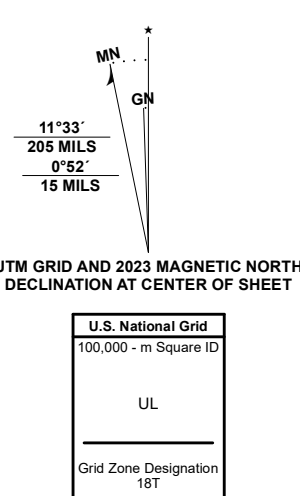 ★
MN
GN
11°33´
205 MILS
0°52´
15 MILS
UTM GRID AND 2023 MAGNETIC NORTH
DECLINATION AT CENTER OF SHEET
U.S. National Grid
100,000 - m Square ID
UL
Grid Zone Designation
18T